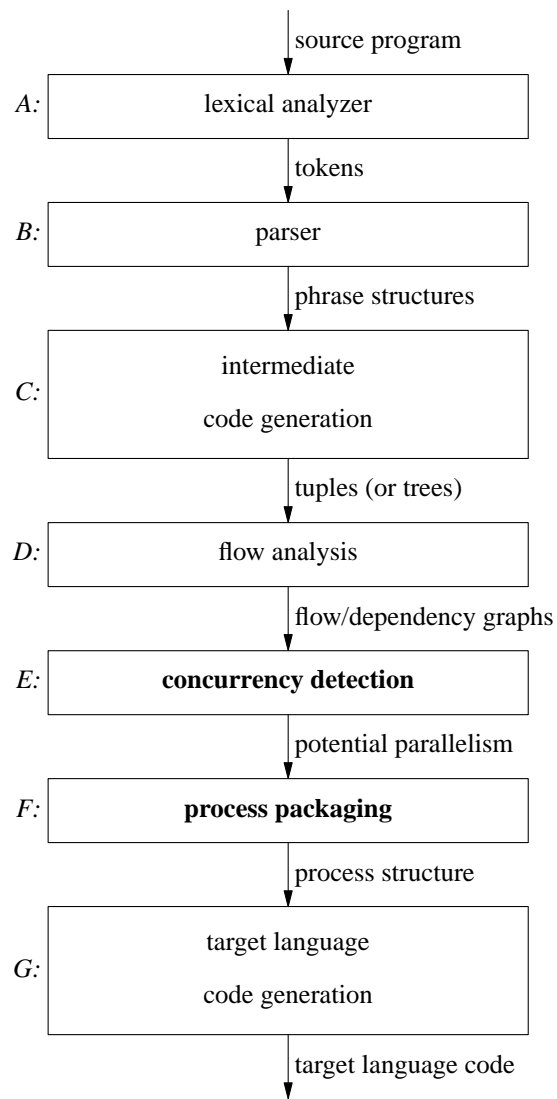 source program
A: lexical analyzer
tokens
B: parser
phrase structures
C: intermediate
code generation
tuples (or trees)
D: flow analysis
flow/dependency graphs
E: concurrency detection
potential parallelism
F: process packaging
process structure
G: target language
code generation
target language code